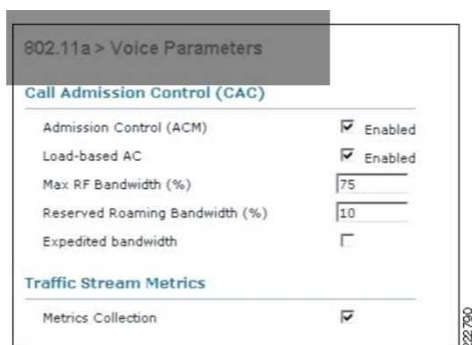 802.11a > Voice Parameters
Call Admission Control (CAC)
Admission Control (ACM) Enabled
Load-based AC Enabled
Max RF Bandwidth (%) 75
Reserved Roaming Bandwidth (%) 10
Expedited bandwidth
Traffic Stream Metrics
Metrics Collection
222790